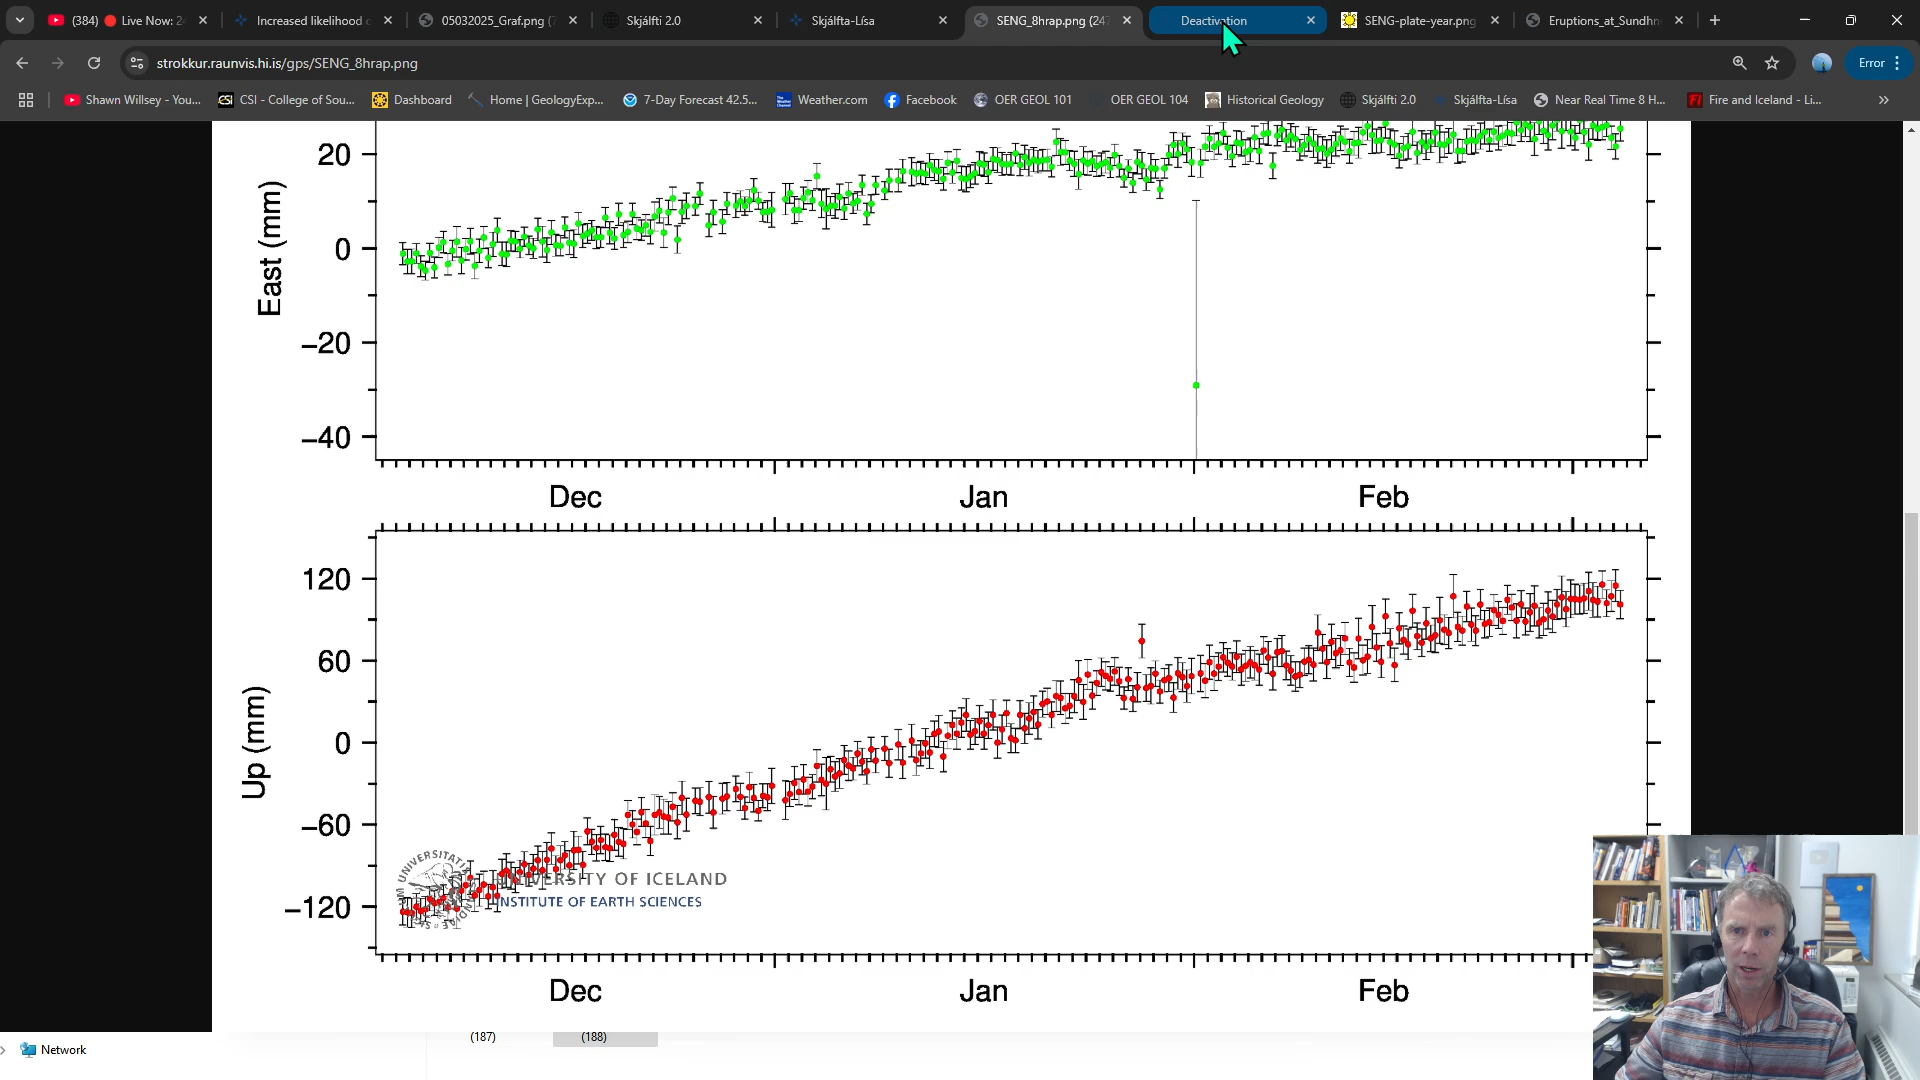 (384) Live Now: 24
Increased likelihood o
05032025_Graf.png (
Skjálfti 2.0
Skjálfta-Lísa
SENG_8hrap.png (247
Deactivation
SENG-plate-year.png
Eruptions_at_Sundhn
strokkur.raunvis.hi.is/gps/SENG_8hrap.png
Error
Shawn Willsey - You...
CSI - College of Sou...
Dashboard
Home | GeologyExp...
7-Day Forecast 42.5...
Weather.com
Facebook
OER GEOL 101
OER GEOL 104
Historical Geology
Skjálfti 2.0
Skjálfta-Lísa
Near Real Time 8 H...
Fire and Iceland - Li...
East (mm)
20
0
−20
−40
Dec Jan Feb
Up (mm)
120
60
0
−60
−120
UNIVERSITY OF ICELAND
INSTITUTE OF EARTH SCIENCES
Dec Jan Feb
(187) (188)
Network